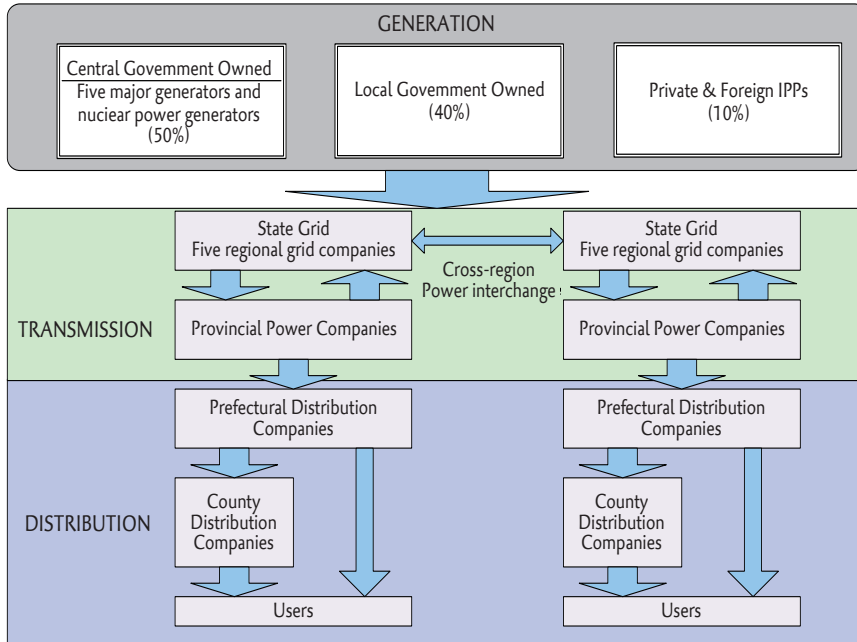 GENERATION
Central Government Owned
Five major generators and
nuciear power generators
(50%)
Local Government Owned
(40%)
Private & Foreign IPPs
(10%)
State Grid
Five regional grid companies
State Grid
Five regional grid companies
Cross-region
Power interchange
TRANSMISSION
Provincial Power Companies
Provincial Power Companies
Prefectural Distribution
Companies
Prefectural Distribution
Companies
DISTRIBUTION
County
Distribution
Companies
County
Distribution
Companies
Users
Users